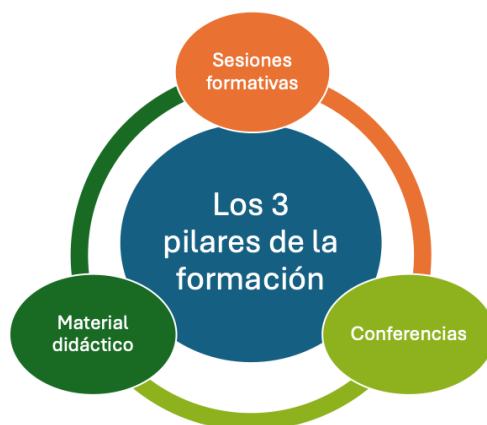 Sesiones
formativas
Los 3
pilares de la
formación
Material
didáctico
Conferencias